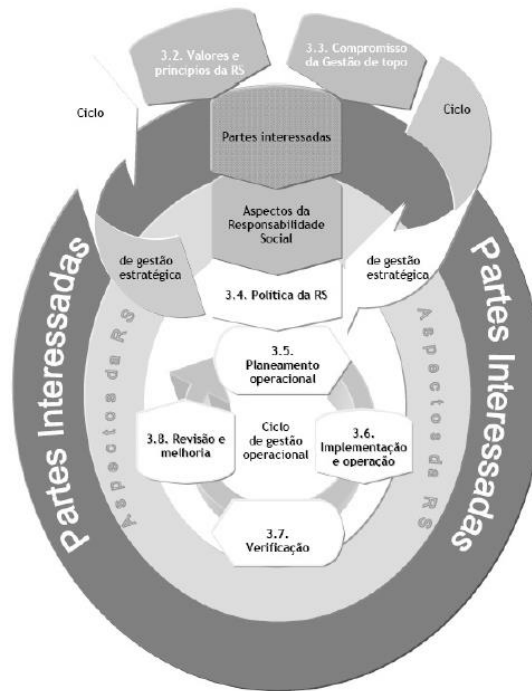 3.2. Valores e
princípios da RS
3.3. Compromisso
da Gestão de topo
Ciclo
Ciclo
Partes interessadas
Aspectos da
Responsabilidade
Social
de gestão
estratégica
de gestão
estratégica
3.4. Política da RS
Partes Interessadas
Partes Interessadas
Aspectos da RS
Aspectos da RS
3.5.
Planeamento
operacional
3.8. Revisão e
melhoria
Ciclo
de gestão
operacional
3.6.
Implementação
e operação
3.7.
Verificação